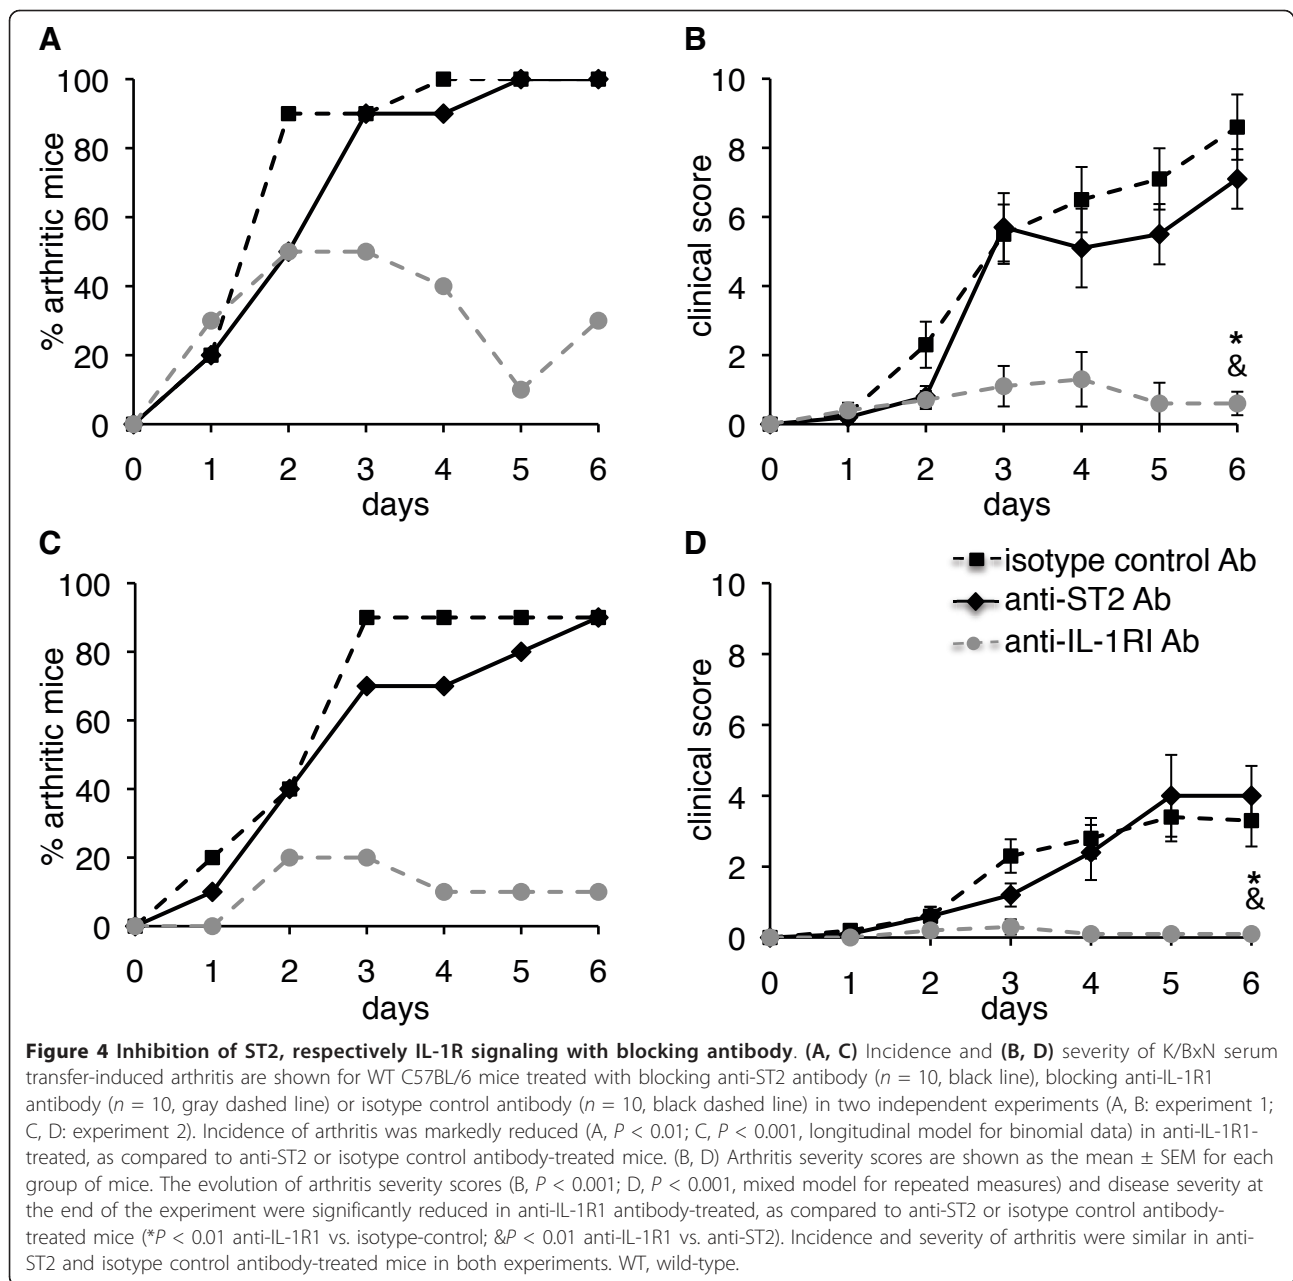 A
100
80
60
40
20
0
% arthritic mice
0 1 2 3 4 5 6
days
B
10
8
6
4
2
0
clinical score
*
&
0 1 2 3 4 5 6
days
C
100
80
60
40
20
0
% arthritic mice
0 1 2 3 4 5 6
days
D
10
8
6
4
2
0
clinical score
isotype control Ab
anti-ST2 Ab
anti-IL-1RI Ab
*
&
0 1 2 3 4 5 6
days
Figure 4 Inhibition of ST2, respectively IL-1R signaling with blocking antibody. (A, C) Incidence and (B, D) severity of K/BxN serum
transfer-induced arthritis are shown for WT C57BL/6 mice treated with blocking anti-ST2 antibody (n = 10, black line), blocking anti-IL-1R1
antibody (n = 10, gray dashed line) or isotype control antibody (n = 10, black dashed line) in two independent experiments (A, B: experiment 1;
C, D: experiment 2). Incidence of arthritis was markedly reduced (A, P < 0.01; C, P < 0.001, longitudinal model for binomial data) in anti-IL-1R1-
treated, as compared to anti-ST2 or isotype control antibody-treated mice. (B, D) Arthritis severity scores are shown as the mean ± SEM for each
group of mice. The evolution of arthritis severity scores (B, P < 0.001; D, P < 0.001, mixed model for repeated measures) and disease severity at
the end of the experiment were significantly reduced in anti-IL-1R1 antibody-treated, as compared to anti-ST2 or isotype control antibody-
treated mice (*P < 0.01 anti-IL-1R1 vs. isotype-control; &P < 0.01 anti-IL-1R1 vs. anti-ST2). Incidence and severity of arthritis were similar in anti-
ST2 and isotype control antibody-treated mice in both experiments. WT, wild-type.